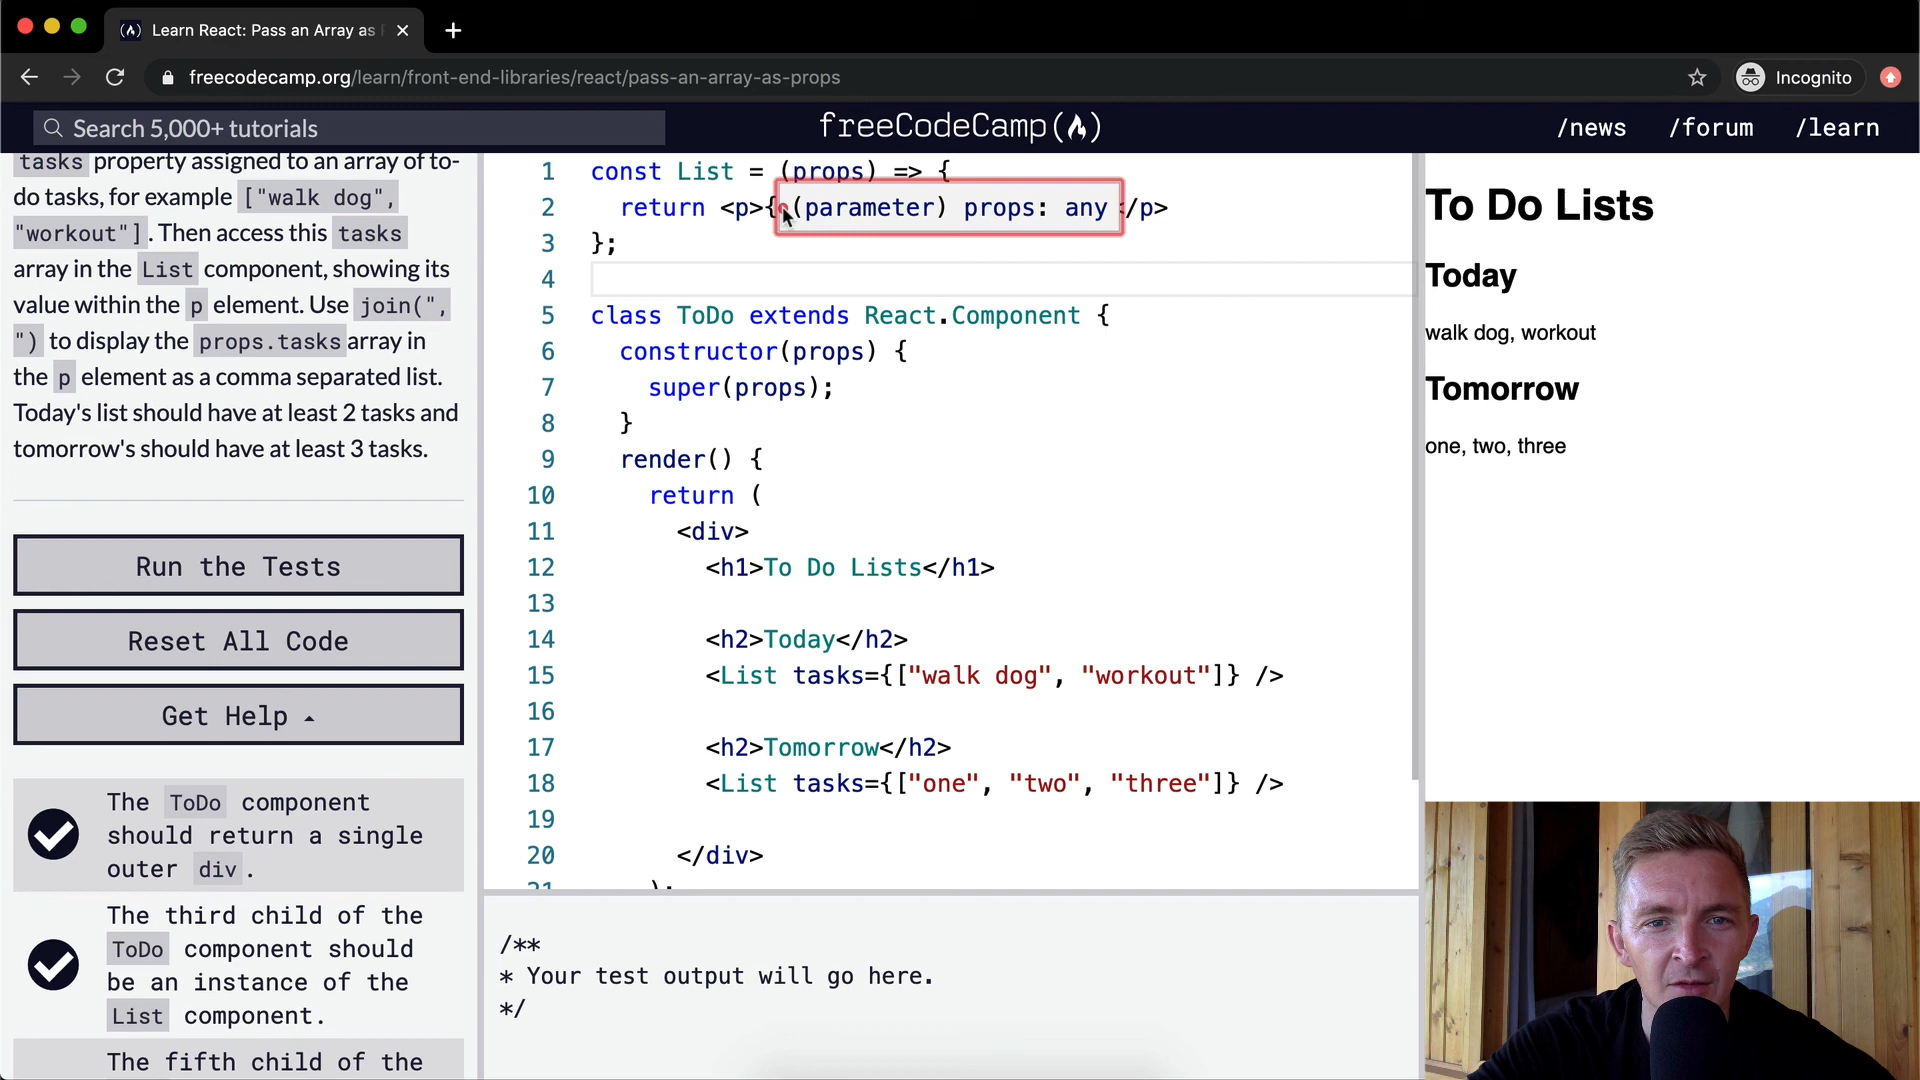 Learn React: Pass an Array as
freecodecamp.org/learn/front-end-libraries/react/pass-an-array-as-props
Incognito
Search 5,000+ tutorials
freeCodeCamp
/news /forum /learn
tasks property assigned to an array of to-
do tasks, for example ["walk dog",
"workout"]. Then access this tasks
array in the List component, showing its
value within the p element. Use join(",
") to display the props.tasks array in
the p element as a comma separated list.
Today's list should have at least 2 tasks and
tomorrow's should have at least 3 tasks.
Run the Tests
Reset All Code
Get Help
The ToDo component
should return a single
outer div.
The third child of the
ToDo component should
be an instance of the
List component.
The fifth child of the
1 const List = (props) => {
2 return <p>{ (parameter) props: any /p>
3 };
4
5 class ToDo extends React.Component {
6 constructor(props) {
7 super(props);
8 }
9 render() {
10 return (
11 <div>
12 <h1>To Do Lists</h1>
13
14 <h2>Today</h2>
15 <List tasks={["walk dog", "workout"]} />
16
17 <h2>Tomorrow</h2>
18 <List tasks={["one", "two", "three"]} />
19
20 </div>
21 );
/**
* Your test output will go here.
*/
To Do Lists
Today
walk dog, workout
Tomorrow
one, two, three